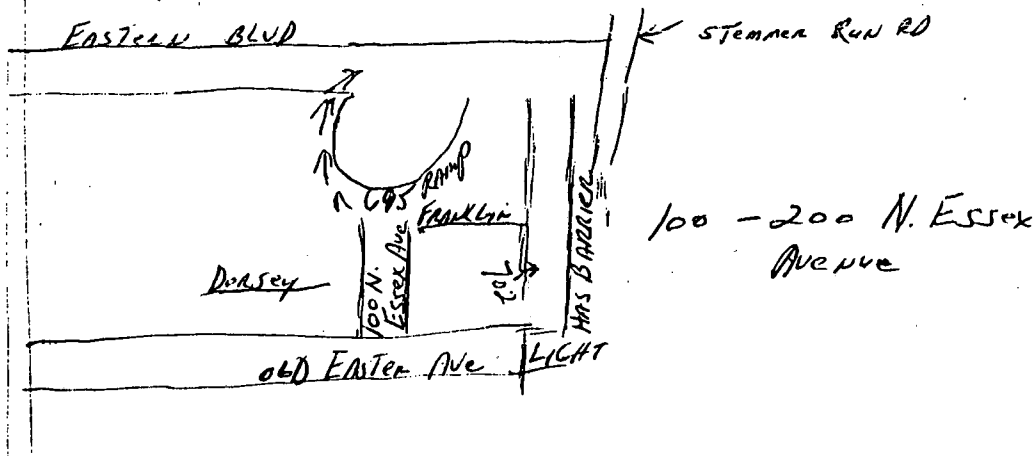 EASTERN BLVD
STEMMER RUN RD
695 RAMP
FRANKLIN
100 - 200 N. ESSEX
AVENUE
DORSEY
100 N.
ESSEX AVE
HAS BARRIER
OLD EASTER AVE
LIGHT